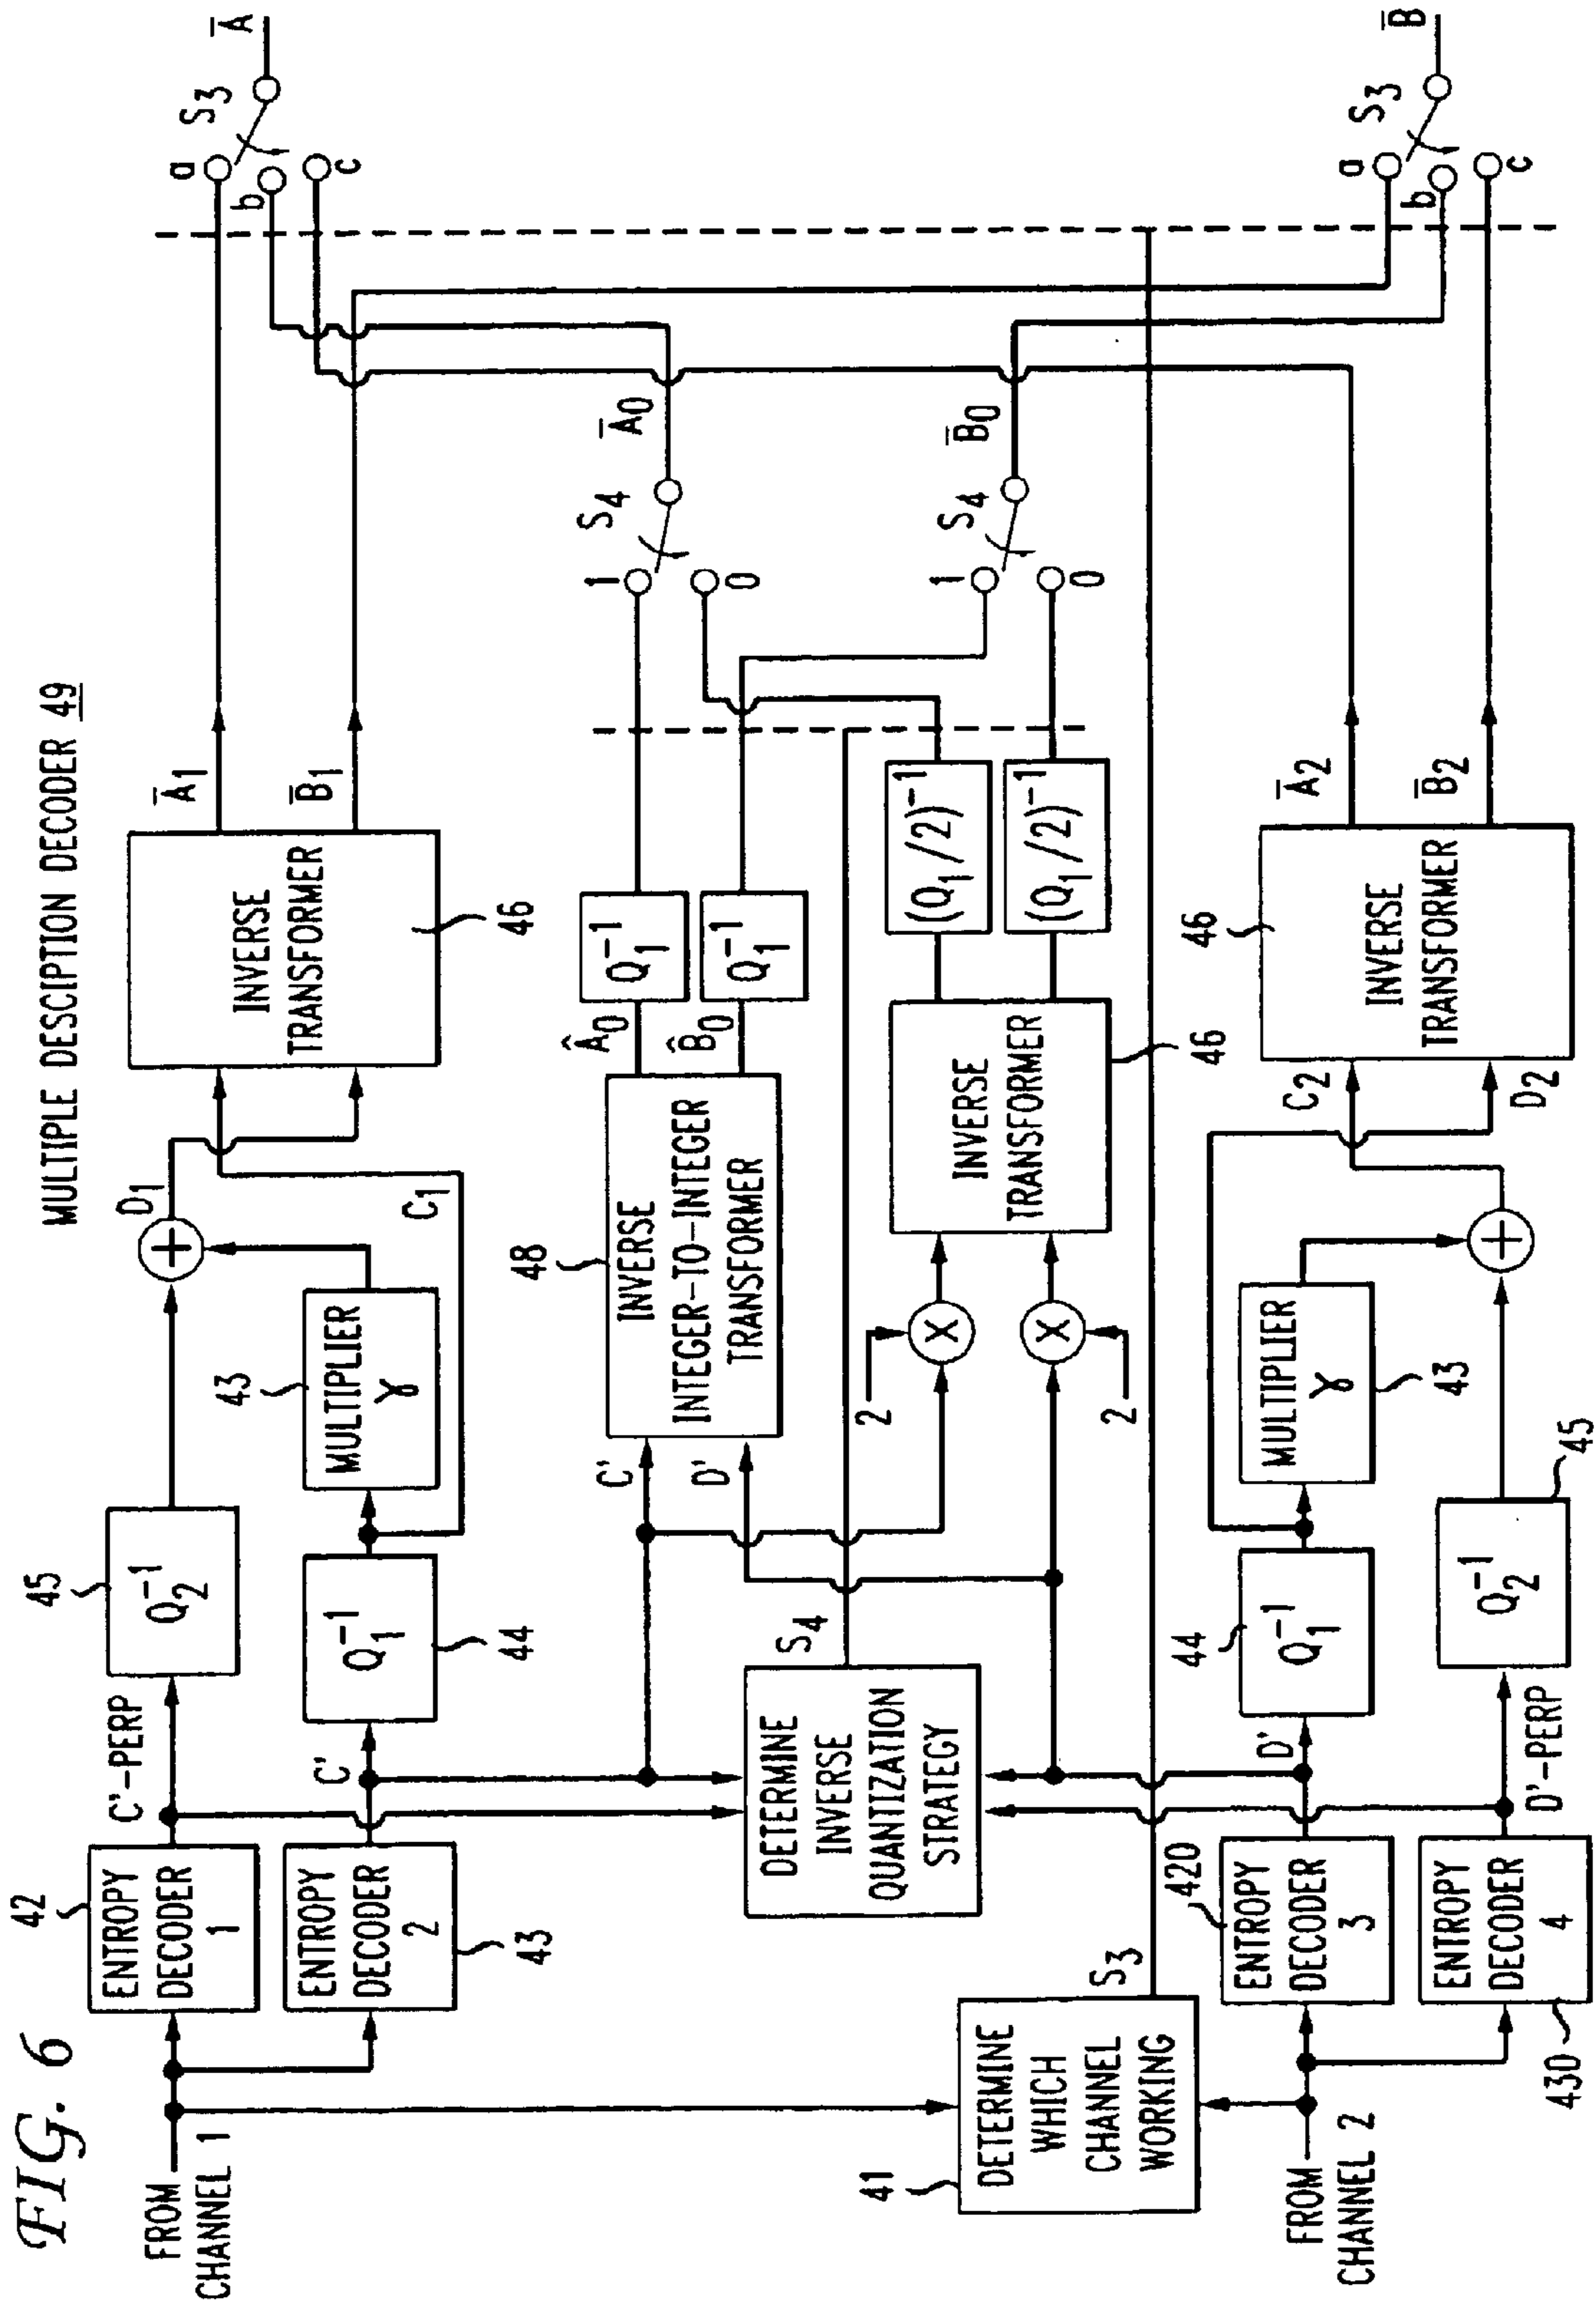 FIG. 6
MULTIPLE DESCIPTION DECODER 49
FROM
CHANNEL 1
42
ENTROPY
DECODER
1
C'-PERP
45
Q₂⁻¹
D₁
+
INVERSE
TRANSFORMER
46
A̅₁
B̅₁
a
b
c
S₃
A̅
ENTROPY
DECODER
2
43
C'
Q₁⁻¹
44
43
MULTIPLIER
γ
C₁
C'
D'
48
INVERSE
INTEGER-TO-INTEGER
TRANSFORMER
Â₀
B̂₀
Q₁⁻¹
Q₁⁻¹
1
0
S₄
A̅₀
DETERMINE
INVERSE
QUANTIZATION
STRATEGY
S₄
2
X
X
2
INVERSE
TRANSFORMER
46
(Q₁/2)⁻¹
(Q₁/2)⁻¹
1
0
S₄
B̅₀
41
DETERMINE
WHICH
CHANNEL
WORKING
S₃
FROM
CHANNEL 2
420
ENTROPY
DECODER
3
D'
44
Q₁⁻¹
MULTIPLIER
γ
43
C₂
D₂
46
INVERSE
TRANSFORMER
A̅₂
B̅₂
a
b
c
S₃
B̅
ENTROPY
DECODER
4
430
D'-PERP
Q₂⁻¹
45
+